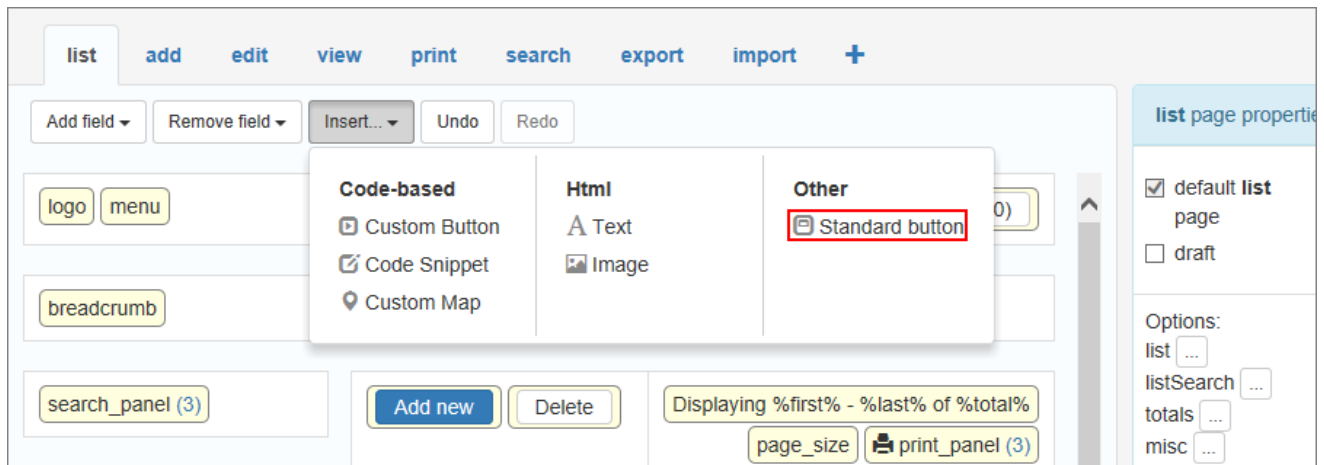 list add edit view print search export import +
Add field Remove field Insert... Undo Redo
list page propertie
Code-based Html Other
Custom Button Text Standard button
Code Snippet Image
Custom Map
logo menu 0)
default list
page
draft
breadcrumb
Options:
list ...
listSearch ...
totals ...
misc ...
search_panel (3) Add new Delete Displaying %first% - %last% of %total%
page_size print_panel (3)